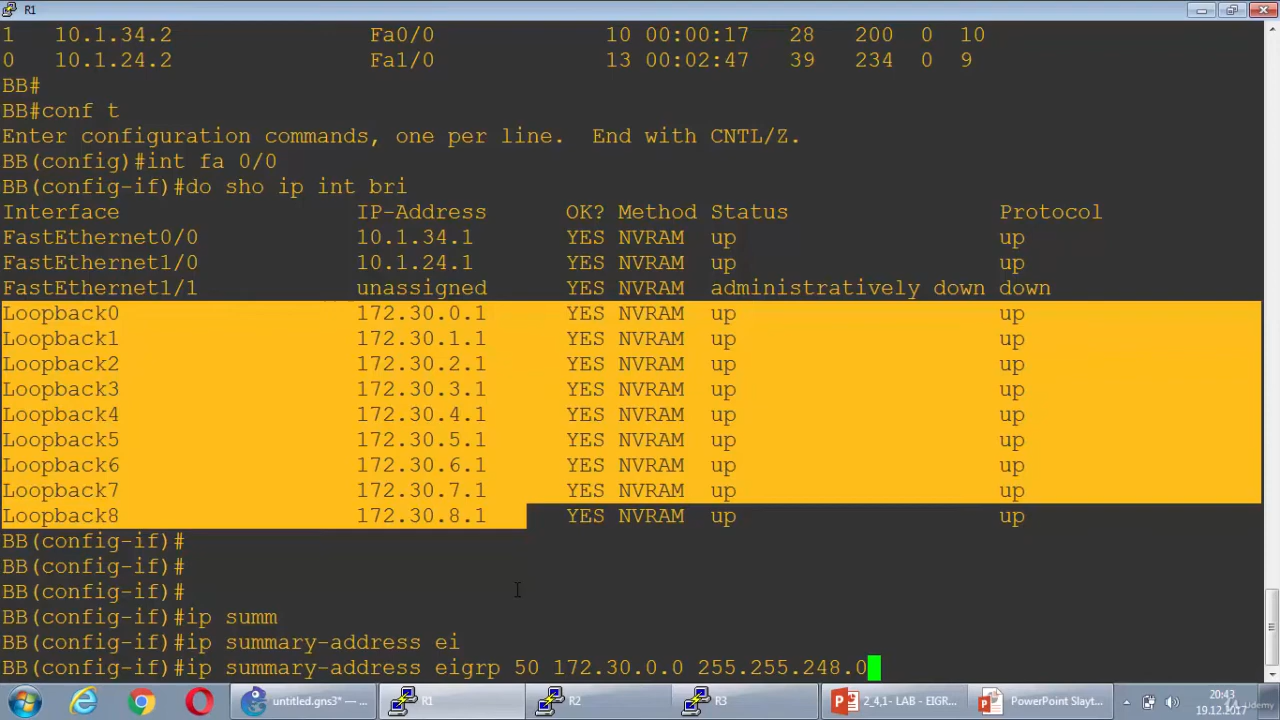 R1
1 10.1.34.2 Fa0/0 10 00:00:17 28 200 0 10
0 10.1.24.2 Fa1/0 13 00:02:47 39 234 0 9
BB#
BB#conf t
Enter configuration commands, one per line. End with CNTL/Z.
BB(config)#int fa 0/0
BB(config-if)#do sho ip int bri
Interface IP-Address OK? Method Status Protocol
FastEthernet0/0 10.1.34.1 YES NVRAM up up
FastEthernet1/0 10.1.24.1 YES NVRAM up up
FastEthernet1/1 unassigned YES NVRAM administratively down down
Loopback0 172.30.0.1 YES NVRAM up up
Loopback1 172.30.1.1 YES NVRAM up up
Loopback2 172.30.2.1 YES NVRAM up up
Loopback3 172.30.3.1 YES NVRAM up up
Loopback4 172.30.4.1 YES NVRAM up up
Loopback5 172.30.5.1 YES NVRAM up up
Loopback6 172.30.6.1 YES NVRAM up up
Loopback7 172.30.7.1 YES NVRAM up up
Loopback8 172.30.8.1 YES NVRAM up up
BB(config-if)#
BB(config-if)#
BB(config-if)#
BB(config-if)#ip summ
BB(config-if)#ip summary-address ei
BB(config-if)#ip summary-address eigrp 50 172.30.0.0 255.255.248.0
untitled.gns3* — ... R1 R2 R3 2_4,1- LAB - EIGR... PowerPoint Slayt... 20:43
19.12.2017
Udemy